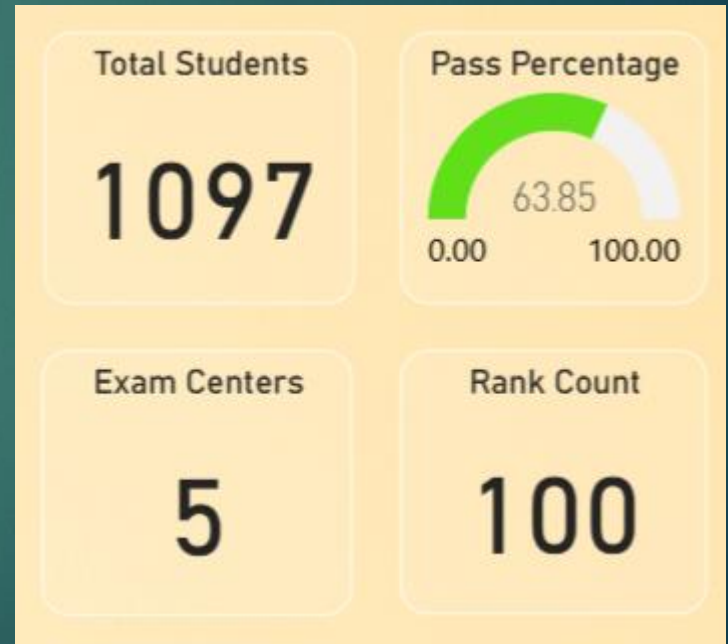 Total Students
1097
Pass Percentage
63.85
0.00 100.00
Exam Centers
5
Rank Count
100